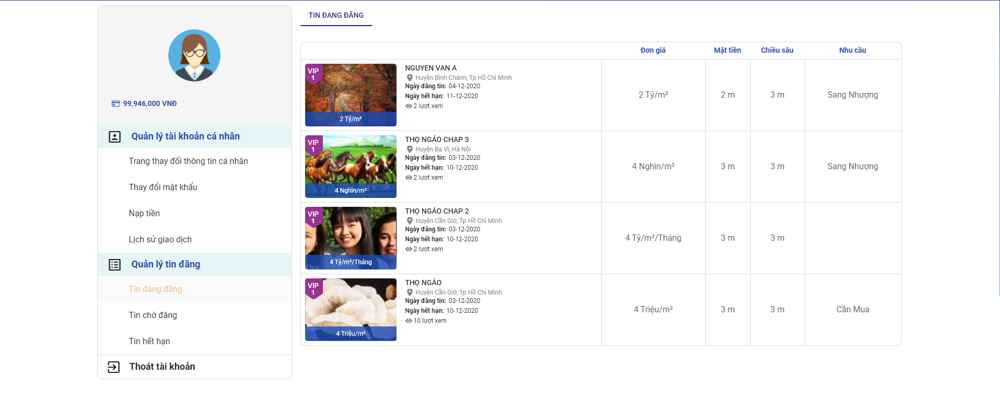 99,946,000 VNĐ
Quản lý tài khoản cá nhân
Trang thay đổi thông tin cá nhân
Thay đổi mật khẩu
Nạp tiền
Lịch sử giao dịch
Quản lý tin đăng
Tin đang đăng
Tin chờ đăng
Tin hết hạn
Thoát tài khoản
TIN ĐANG ĐĂNG
Đơn giá Mặt tiền Chiều sâu Nhu cầu
VIP
1
2 Tỷ/m²
NGUYEN VAN A
Huyện Bình Chánh, Tp Hồ Chí Minh
Ngày đăng tin: 04-12-2020
Ngày hết hạn: 11-12-2020
2 lượt xem
2 Tỷ/m² 2 m 3 m Sang Nhượng
VIP
1
4 Nghìn/m²
THỌ NGÁO CHAP 3
Huyện Ba Vì, Hà Nội
Ngày đăng tin: 03-12-2020
Ngày hết hạn: 10-12-2020
2 lượt xem
4 Nghìn/m² 3 m 3 m Sang Nhượng
VIP
1
4 Tỷ/m²/Tháng
THỌ NGÁO CHAP 2
Huyện Cần Giờ, Tp Hồ Chí Minh
Ngày đăng tin: 03-12-2020
Ngày hết hạn: 10-12-2020
2 lượt xem
4 Tỷ/m²/Tháng 3 m 3 m
VIP
1
4 Triệu/m²
THỌ NGÁO
Huyện Cần Giờ, Tp Hồ Chí Minh
Ngày đăng tin: 03-12-2020
Ngày hết hạn: 10-12-2020
10 lượt xem
4 Triệu/m² 3 m 3 m Cần Mua